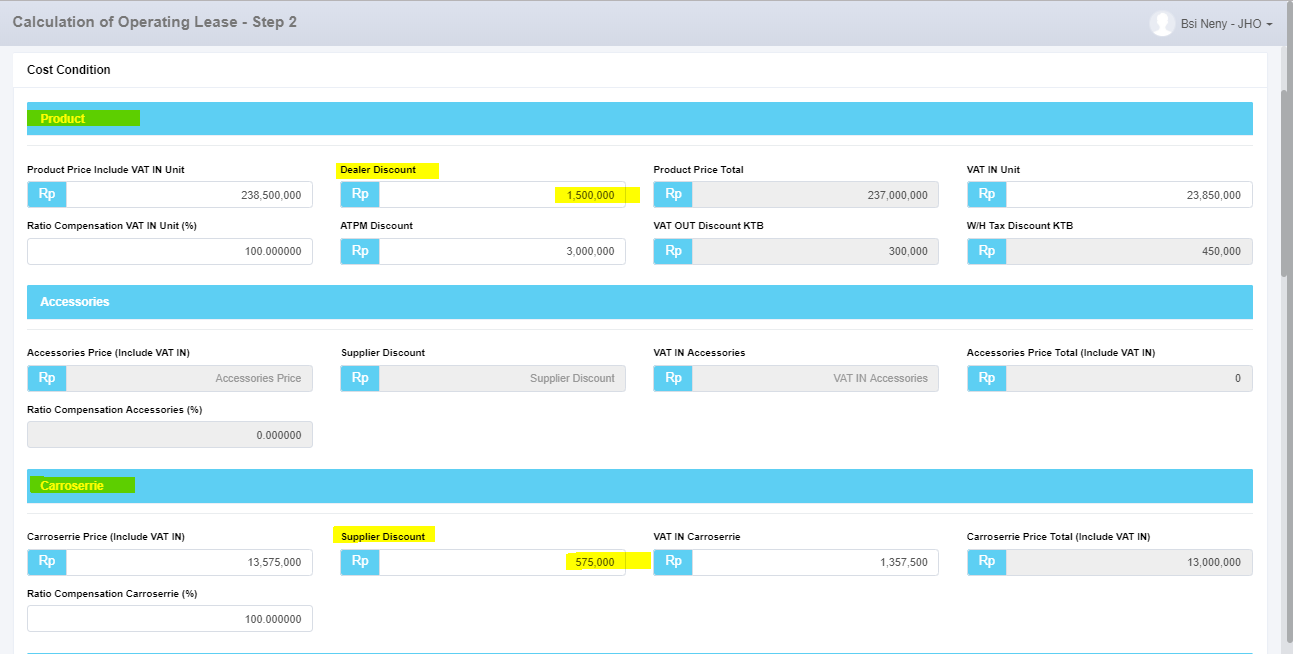 Calculation of Operating Lease - Step 2
Bsi Neny - JHO
Cost Condition
Product
Product Price Include VAT IN Unit
Rp 238,500,000
Dealer Discount
Rp 1,500,000
Product Price Total
Rp 237,000,000
VAT IN Unit
Rp 23,850,000
Ratio Compensation VAT IN Unit (%)
100.000000
ATPM Discount
Rp 3,000,000
VAT OUT Discount KTB
Rp 300,000
W/H Tax Discount KTB
Rp 450,000
Accessories
Accessories Price (Include VAT IN)
Rp Accessories Price
Supplier Discount
Rp Supplier Discount
VAT IN Accessories
Rp VAT IN Accessories
Accessories Price Total (Include VAT IN)
Rp 0
Ratio Compensation Accessories (%)
0.000000
Carroserrie
Carroserrie Price (Include VAT IN)
Rp 13,575,000
Supplier Discount
Rp 575,000
VAT IN Carroserrie
Rp 1,357,500
Carroserrie Price Total (Include VAT IN)
Rp 13,000,000
Ratio Compensation Carroserrie (%)
100.000000